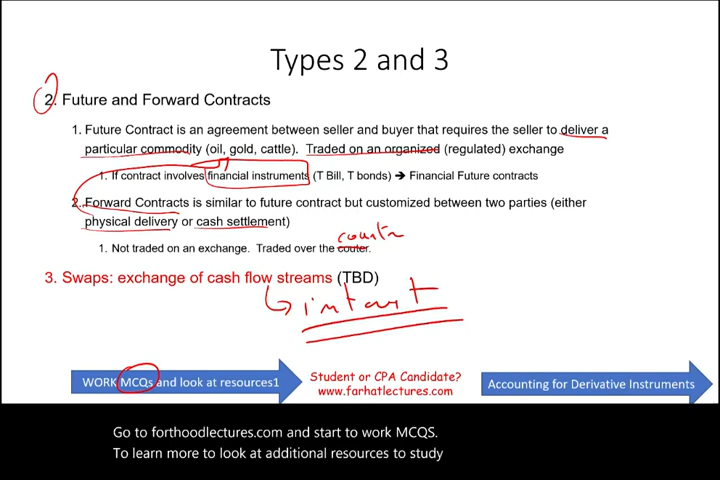 Types 2 and 3
2. Future and Forward Contracts
1. Future Contract is an agreement between seller and buyer that requires the seller to deliver a
particular commodity (oil, gold, cattle). Traded on an organized (regulated) exchange
1. If contract involves financial instruments (T Bill, T bonds) → Financial Future contracts
2. Forward Contracts is similar to future contract but customized between two parties (either
physical delivery or cash settlement)
countr
1. Not traded on an exchange. Traded over the couter.
3. Swaps: exchange of cash flow streams (TBD)
WORK MCQs and look at resources1
Student or CPA Candidate?
www.farhatlectures.com
Accounting for Derivative Instruments
Go to forthoodlectures.com and start to work MCQS.
To learn more to look at additional resources to study